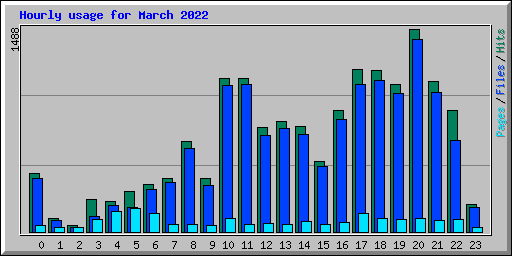 Hourly usage for March 2022
1488
Pages/Files/Hits
0 1 2 3 4 5 6 7 8 9 10 11 12 13 14 15 16 17 18 19 20 21 22 23